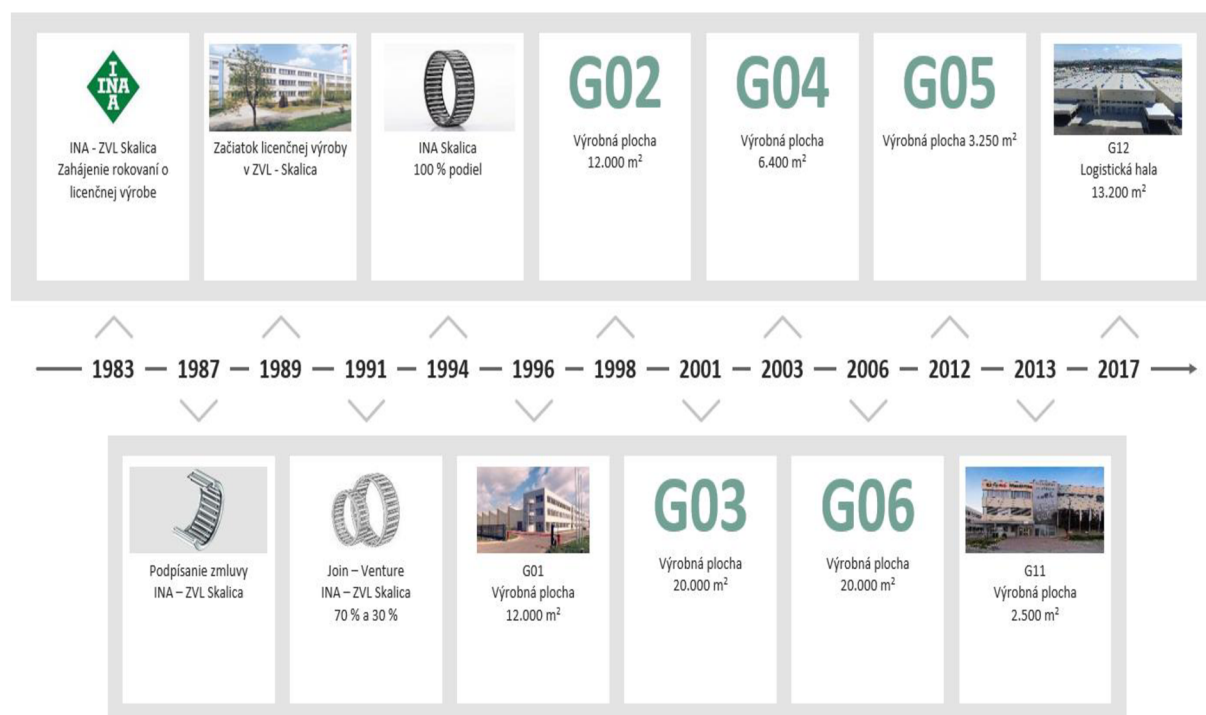 I
INA
A
INA - ZVL Skalica
Zahájenie rokovaní o
licenčnej výrobe
Začiatok licenčnej výroby
v ZVL - Skalica
INA Skalica
100 % podiel
G02
Výrobná plocha
12.000 m²
G04
Výrobná plocha
6.400 m²
G05
Výrobná plocha 3.250 m²
G12
Logistická hala
13.200 m²
1983 — 1987 — 1989 — 1991 — 1994 — 1996 — 1998 — 2001 — 2003 — 2006 — 2012 — 2013 — 2017
Podpísanie zmluvy
INA – ZVL Skalica
Join – Venture
INA – ZVL Skalica
70 % a 30 %
G01
Výrobná plocha
12.000 m²
G03
Výrobná plocha
20.000 m²
G06
Výrobná plocha
20.000 m²
G11
Výrobná plocha
2.500 m²